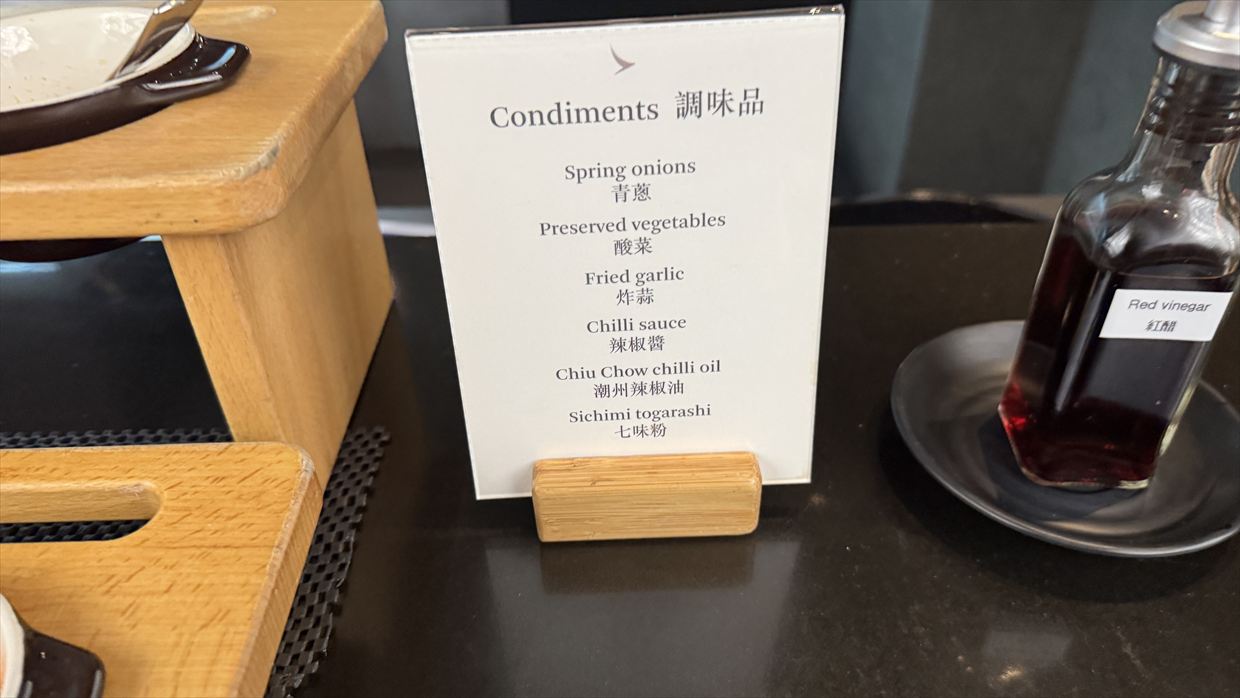 Condiments 調味品
Spring onions
青蔥
Preserved vegetables
酸菜
Fried garlic
炸蒜
Chilli sauce
辣椒醬
Chiu Chow chilli oil
潮州辣椒油
Sichimi togarashi
七味粉
Red vinegar
紅醋